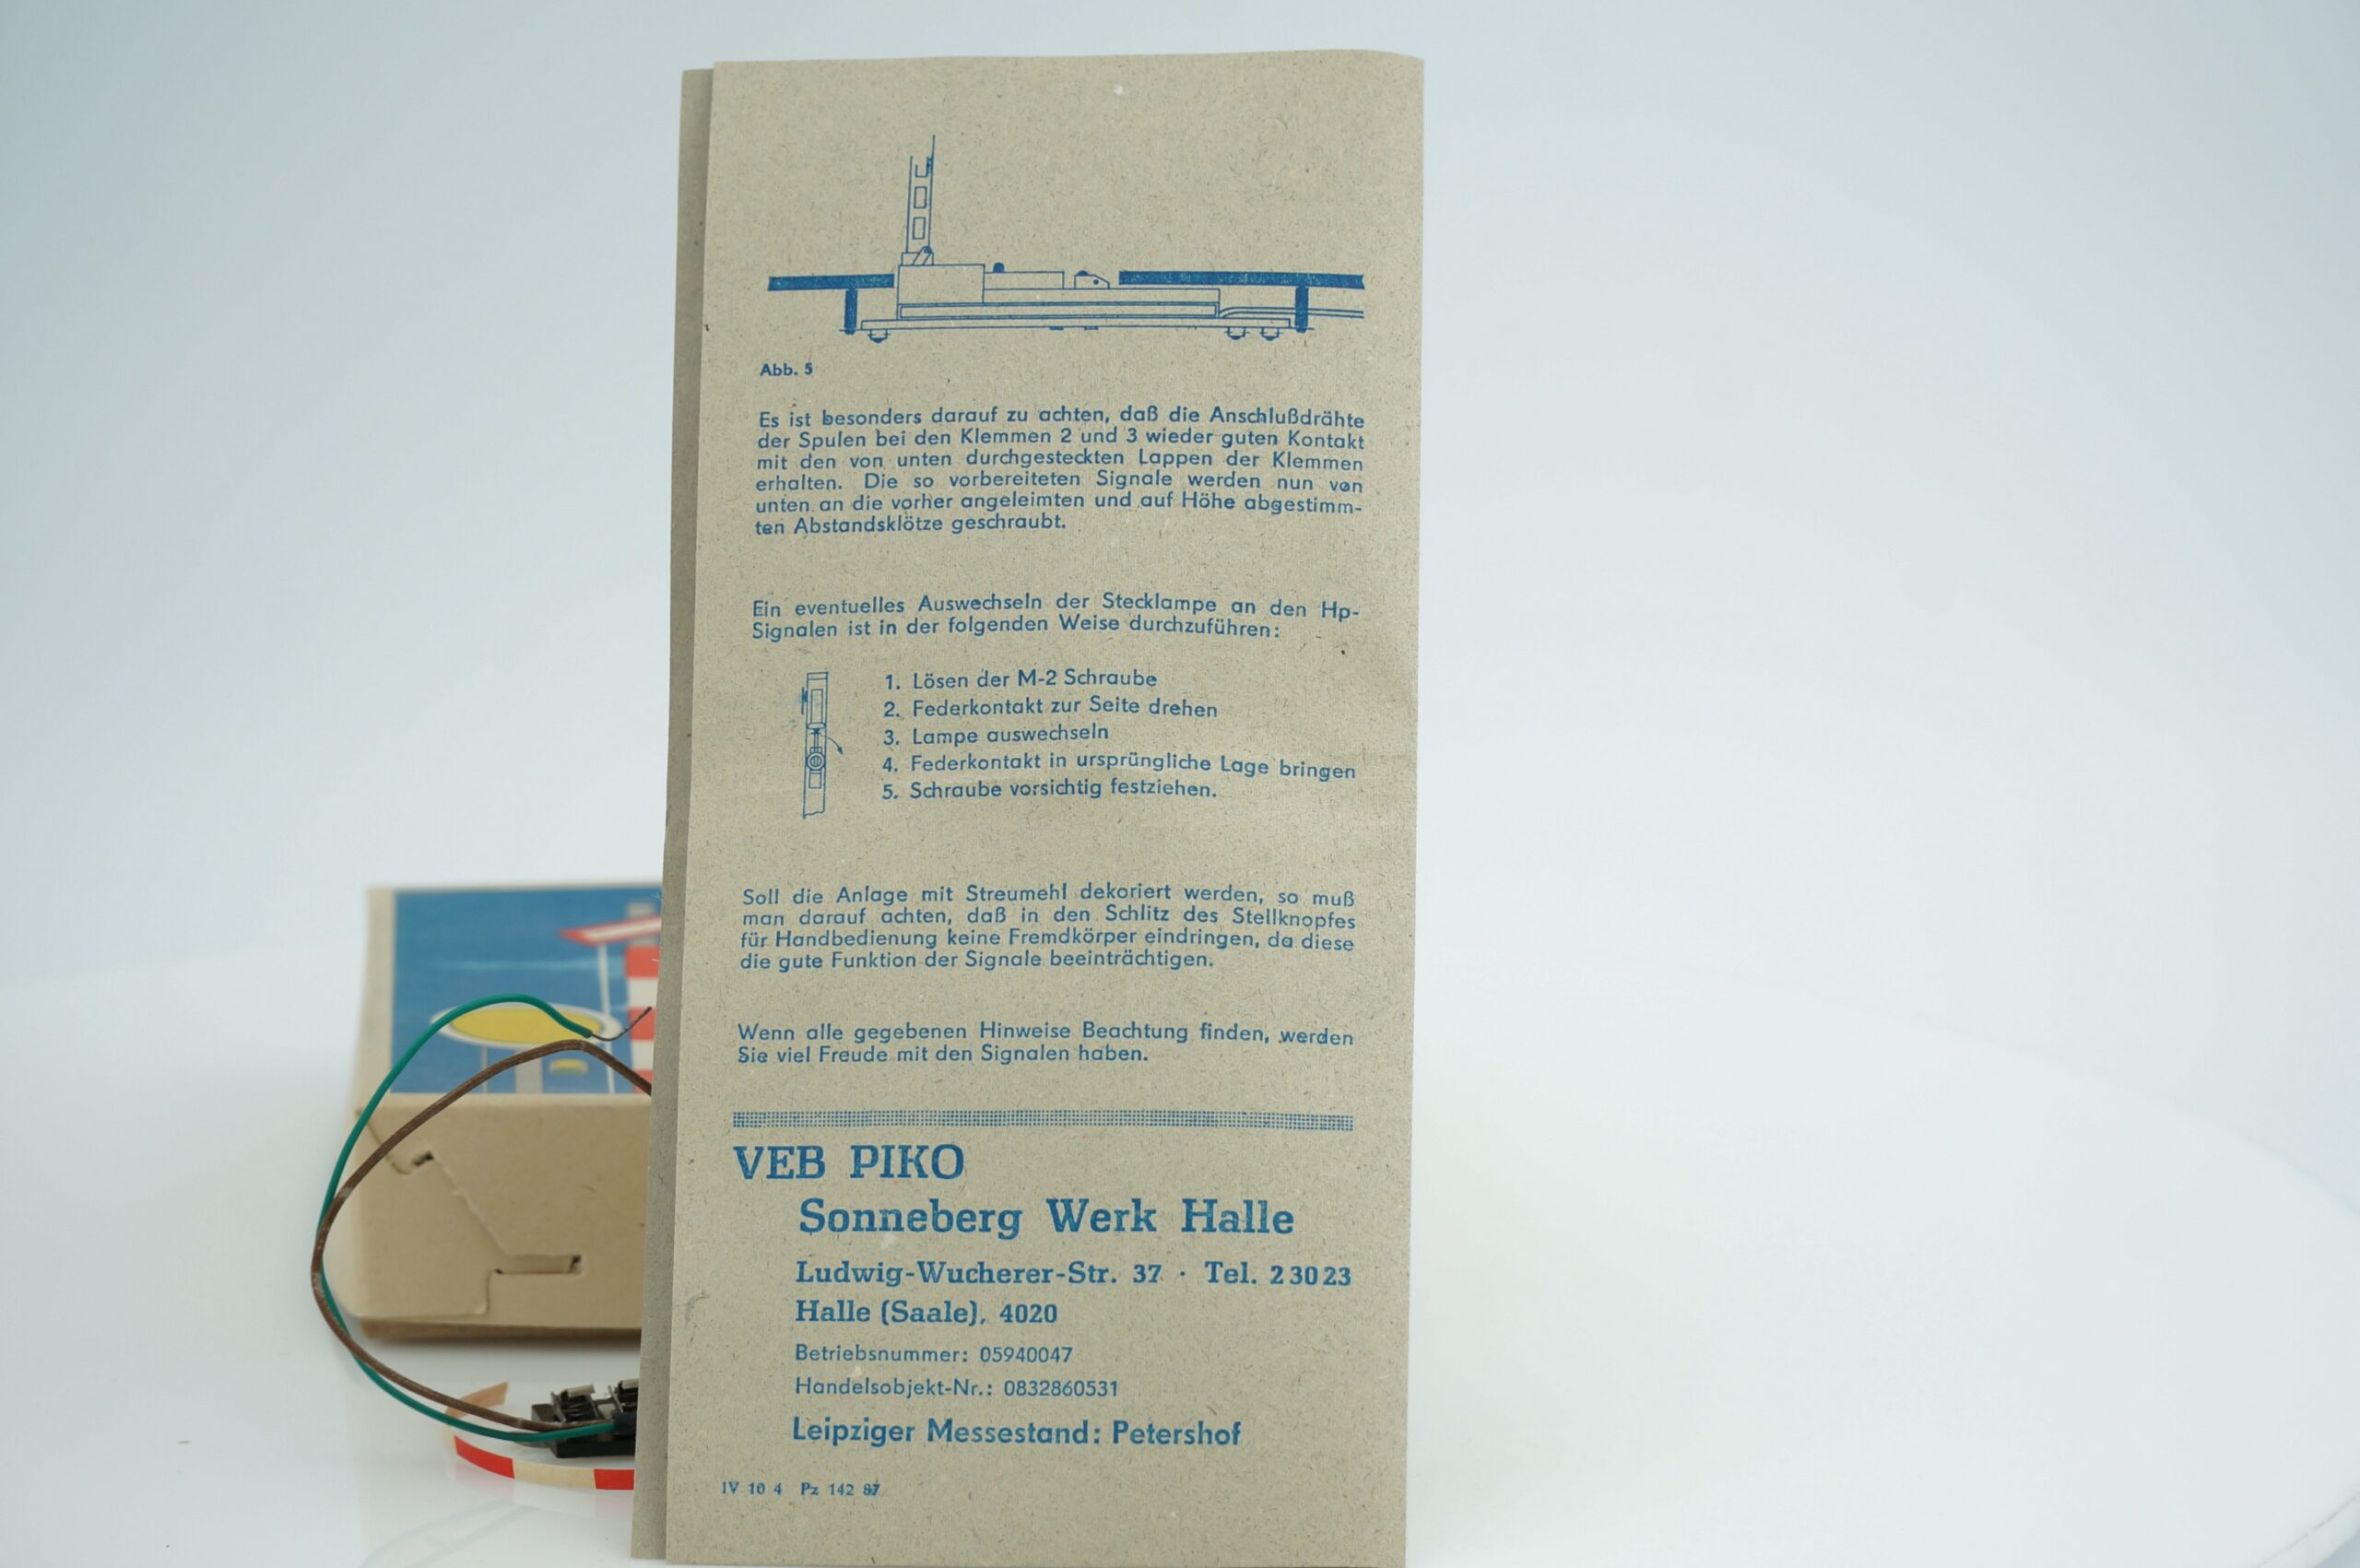 Abb. 5
Es ist besonders darauf zu achten, daß die Anschlußdrähte
der Spulen bei den Klemmen 2 und 3 wieder guten Kontakt
mit den von unten durchgesteckten Lappen der Klemmen
erhalten. Die so vorbereiteten Signale werden nun von
unten an die vorher angeleimten und auf Höhe abgestimm-
ten Abstandsklötze geschraubt.
Ein eventuelles Auswechseln der Stecklampe an den Hp-
Signalen ist in der folgenden Weise durchzuführen:
1. Lösen der M-2 Schraube
2. Federkontakt zur Seite drehen
3. Lampe auswechseln
4. Federkontakt in ursprüngliche Lage bringen
5. Schraube vorsichtig festziehen.
Soll die Anlage mit Streumehl dekoriert werden, so muß
man darauf achten, daß in den Schlitz des Stellknopfes
für Handbedienung keine Fremdkörper eindringen, da diese
die gute Funktion der Signale beeinträchtigen.
Wenn alle gegebenen Hinweise Beachtung finden, werden
Sie viel Freude mit den Signalen haben.
VEB PIKO
Sonneberg Werk Halle
Ludwig-Wucherer-Str. 37 · Tel. 2 30 23
Halle (Saale), 4020
Betriebsnummer: 05940047
Handelsobjekt-Nr.: 0832860531
Leipziger Messestand: Petershof
IV 10 4 Pz 142 87